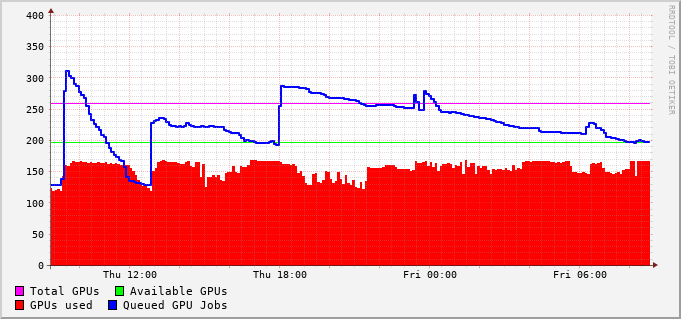 400
350
300
250
200
150
100
50
0
Thu 12:00 Thu 18:00 Fri 00:00 Fri 06:00
Total GPUs Available GPUs
GPUs used Queued GPU Jobs
RRDTOOL / TOBI OETIKER